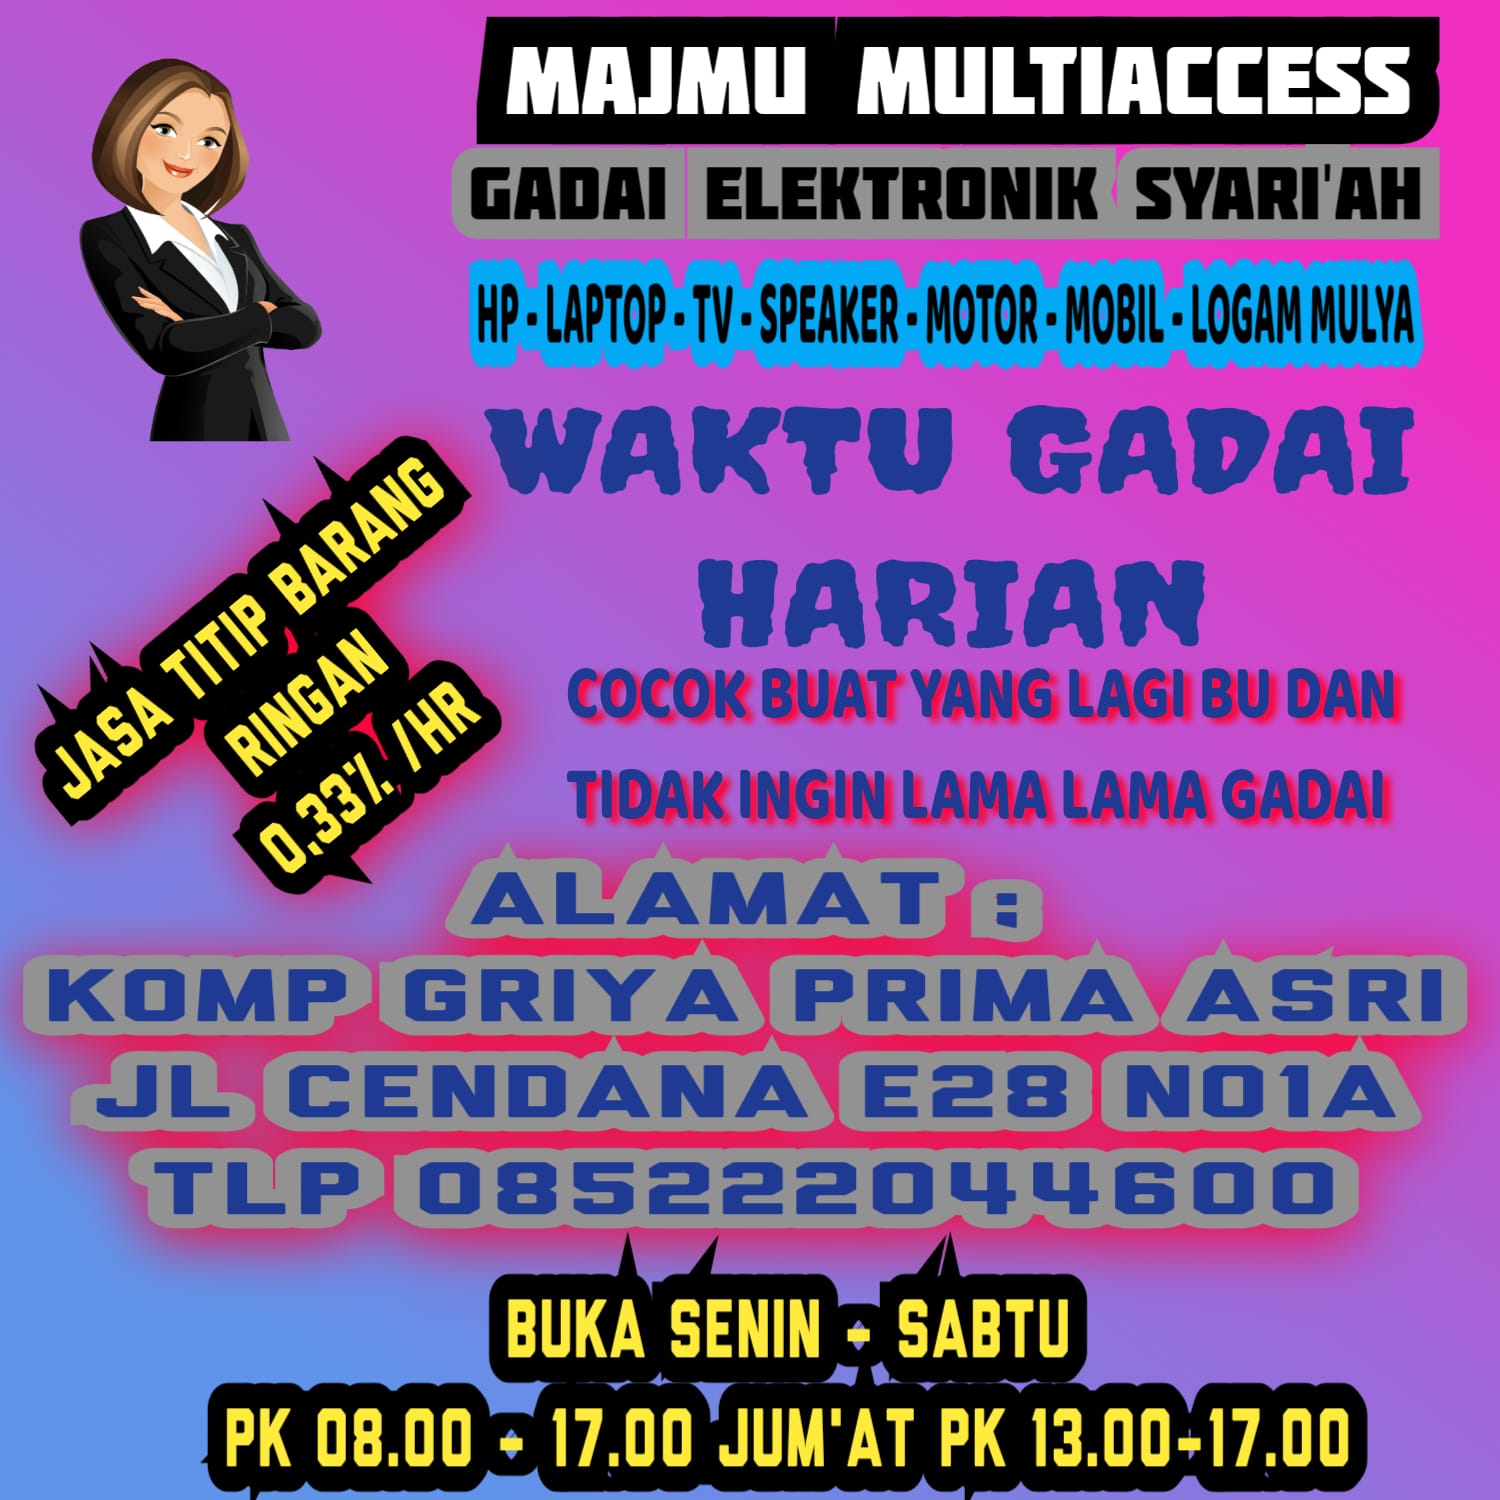 MAJMU MULTIACCESS
GADAI ELEKTRONIK SYARI'AH
HP - LAPTOP - TV - SPEAKER - MOTOR - MOBIL - LOGAM MULYA
WAKTU GADAI
HARIAN
COCOK BUAT YANG LAGI BU DAN
TIDAK INGIN LAMA LAMA GADAI
JASA TITIP BARANG
RINGAN
0,33% /HR
ALAMAT :
KOMP GRIYA PRIMA ASRI
JL CENDANA E28 NO1A
TLP 085222044600
BUKA SENIN - SABTU
PK 08.00 - 17.00 JUM'AT PK 13.00-17.00